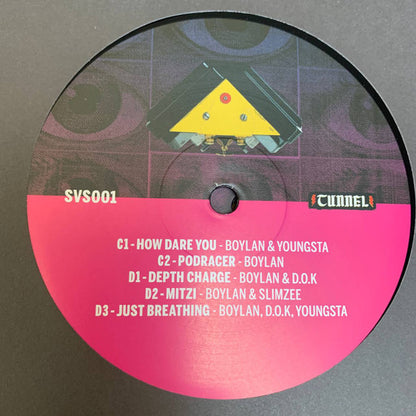 SVS001
TUNNEL
C1 - HOW DARE YOU - BOYLAN & YOUNGSTA
C2 - PODRACER - BOYLAN
D1 - DEPTH CHARGE - BOYLAN & D.O.K
D2 - MITZI - BOYLAN & SLIMZEE
D3 - JUST BREATHING - BOYLAN, D.O.K, YOUNGSTA